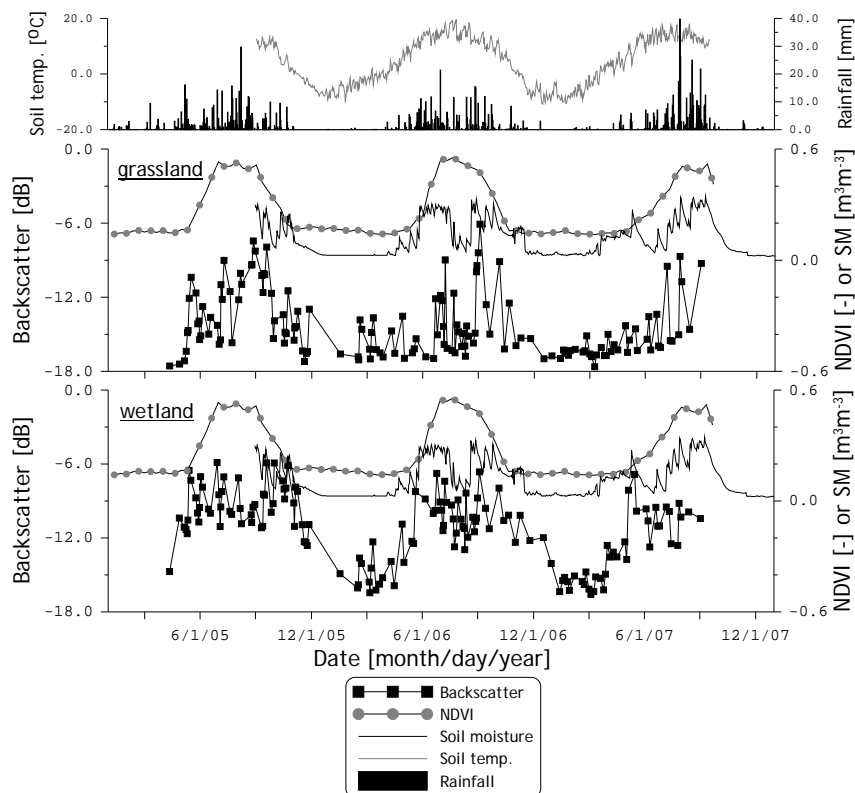 Soil temp. [ºC]
20.0
0.0
-20.0
40.0
30.0
20.0
10.0
0.0
Rainfall [mm]
grassland
Backscatter [dB]
0.0
-6.0
-12.0
-18.0
0.6
0.0
-0.6
NDVI [-] or SM [m³m⁻³]
wetland
Backscatter [dB]
0.0
-6.0
-12.0
-18.0
0.6
0.0
-0.6
NDVI [-] or SM [m³m⁻³]
6/1/05 12/1/05 6/1/06 12/1/06 6/1/07 12/1/07
Date [month/day/year]
Backscatter
NDVI
Soil moisture
Soil temp.
Rainfall